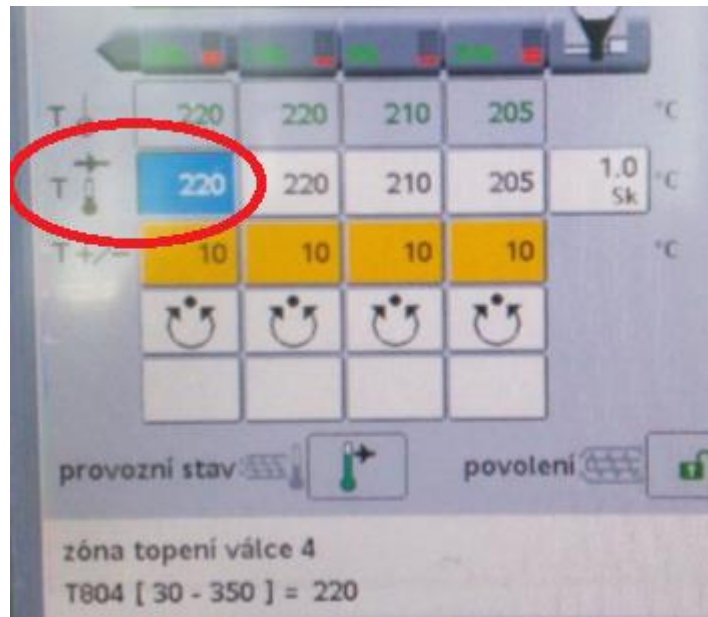 T 220 220 210 205 °C
T 220 220 210 205 1.0 Sk °C
T +/− 10 10 10 10 °C
provozní stav povolení
zóna topení válce 4
T804 [ 30 - 350 ] = 220